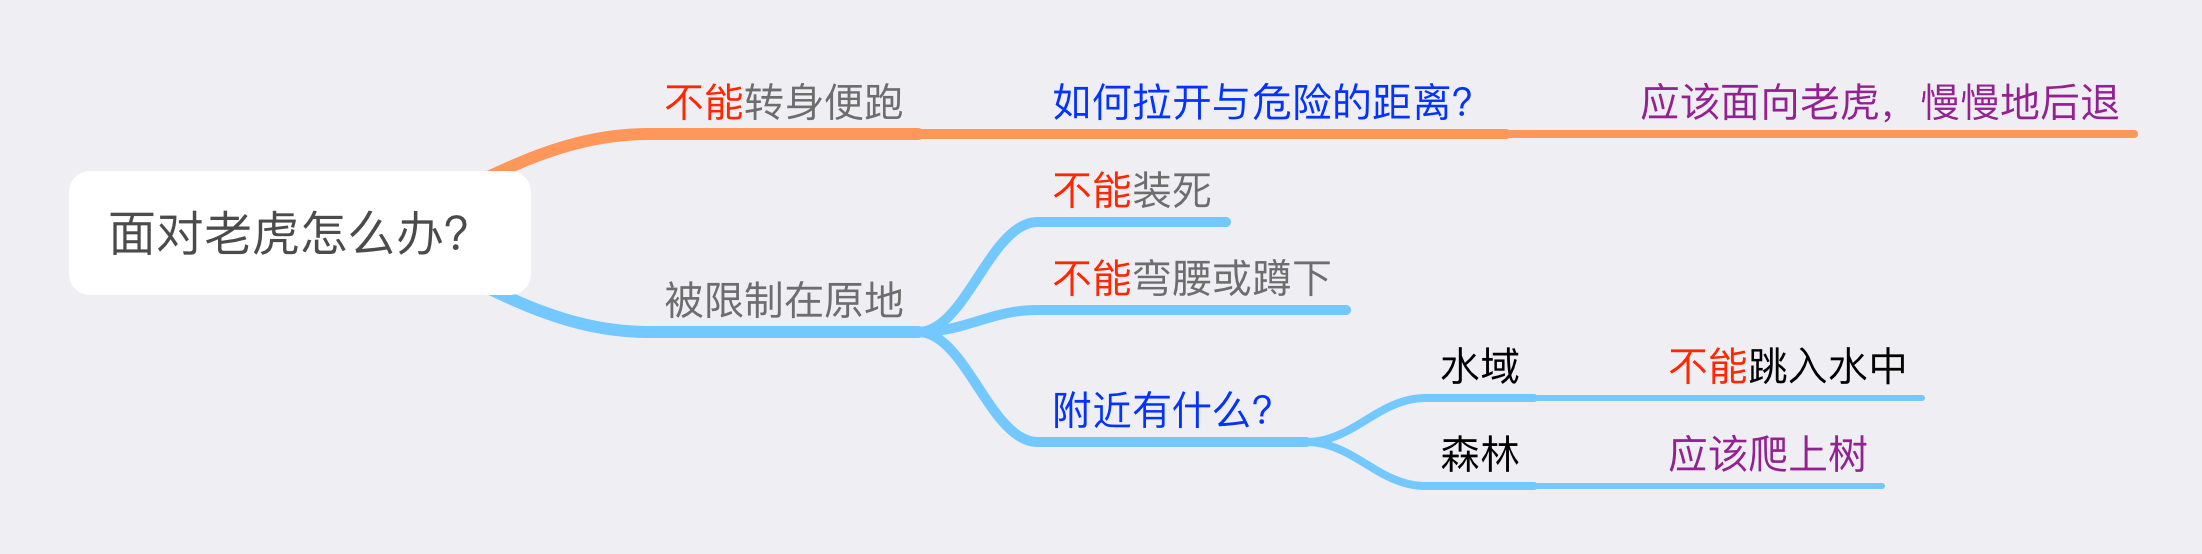 面对老虎怎么办?
不能转身便跑
如何拉开与危险的距离?
应该面向老虎，慢慢地后退
被限制在原地
不能装死
不能弯腰或蹲下
附近有什么?
水域
不能跳入水中
森林
应该爬上树